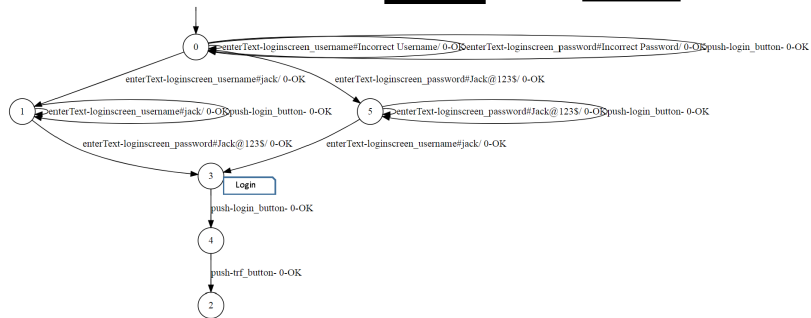 0
enterText-loginscreen_username#Incorrect Username/ 0-OK
enterText-loginscreen_password#Incorrect Password/ 0-OK
push-login_button- 0-OK
enterText-loginscreen_username#jack/ 0-OK
enterText-loginscreen_password#Jack@123$/ 0-OK
1
enterText-loginscreen_username#jack/ 0-OK
push-login_button- 0-OK
5
enterText-loginscreen_password#Jack@123$/ 0-OK
push-login_button- 0-OK
enterText-loginscreen_password#Jack@123$/ 0-OK
enterText-loginscreen_username#jack/ 0-OK
3
Login
push-login_button- 0-OK
4
push-trf_button- 0-OK
2